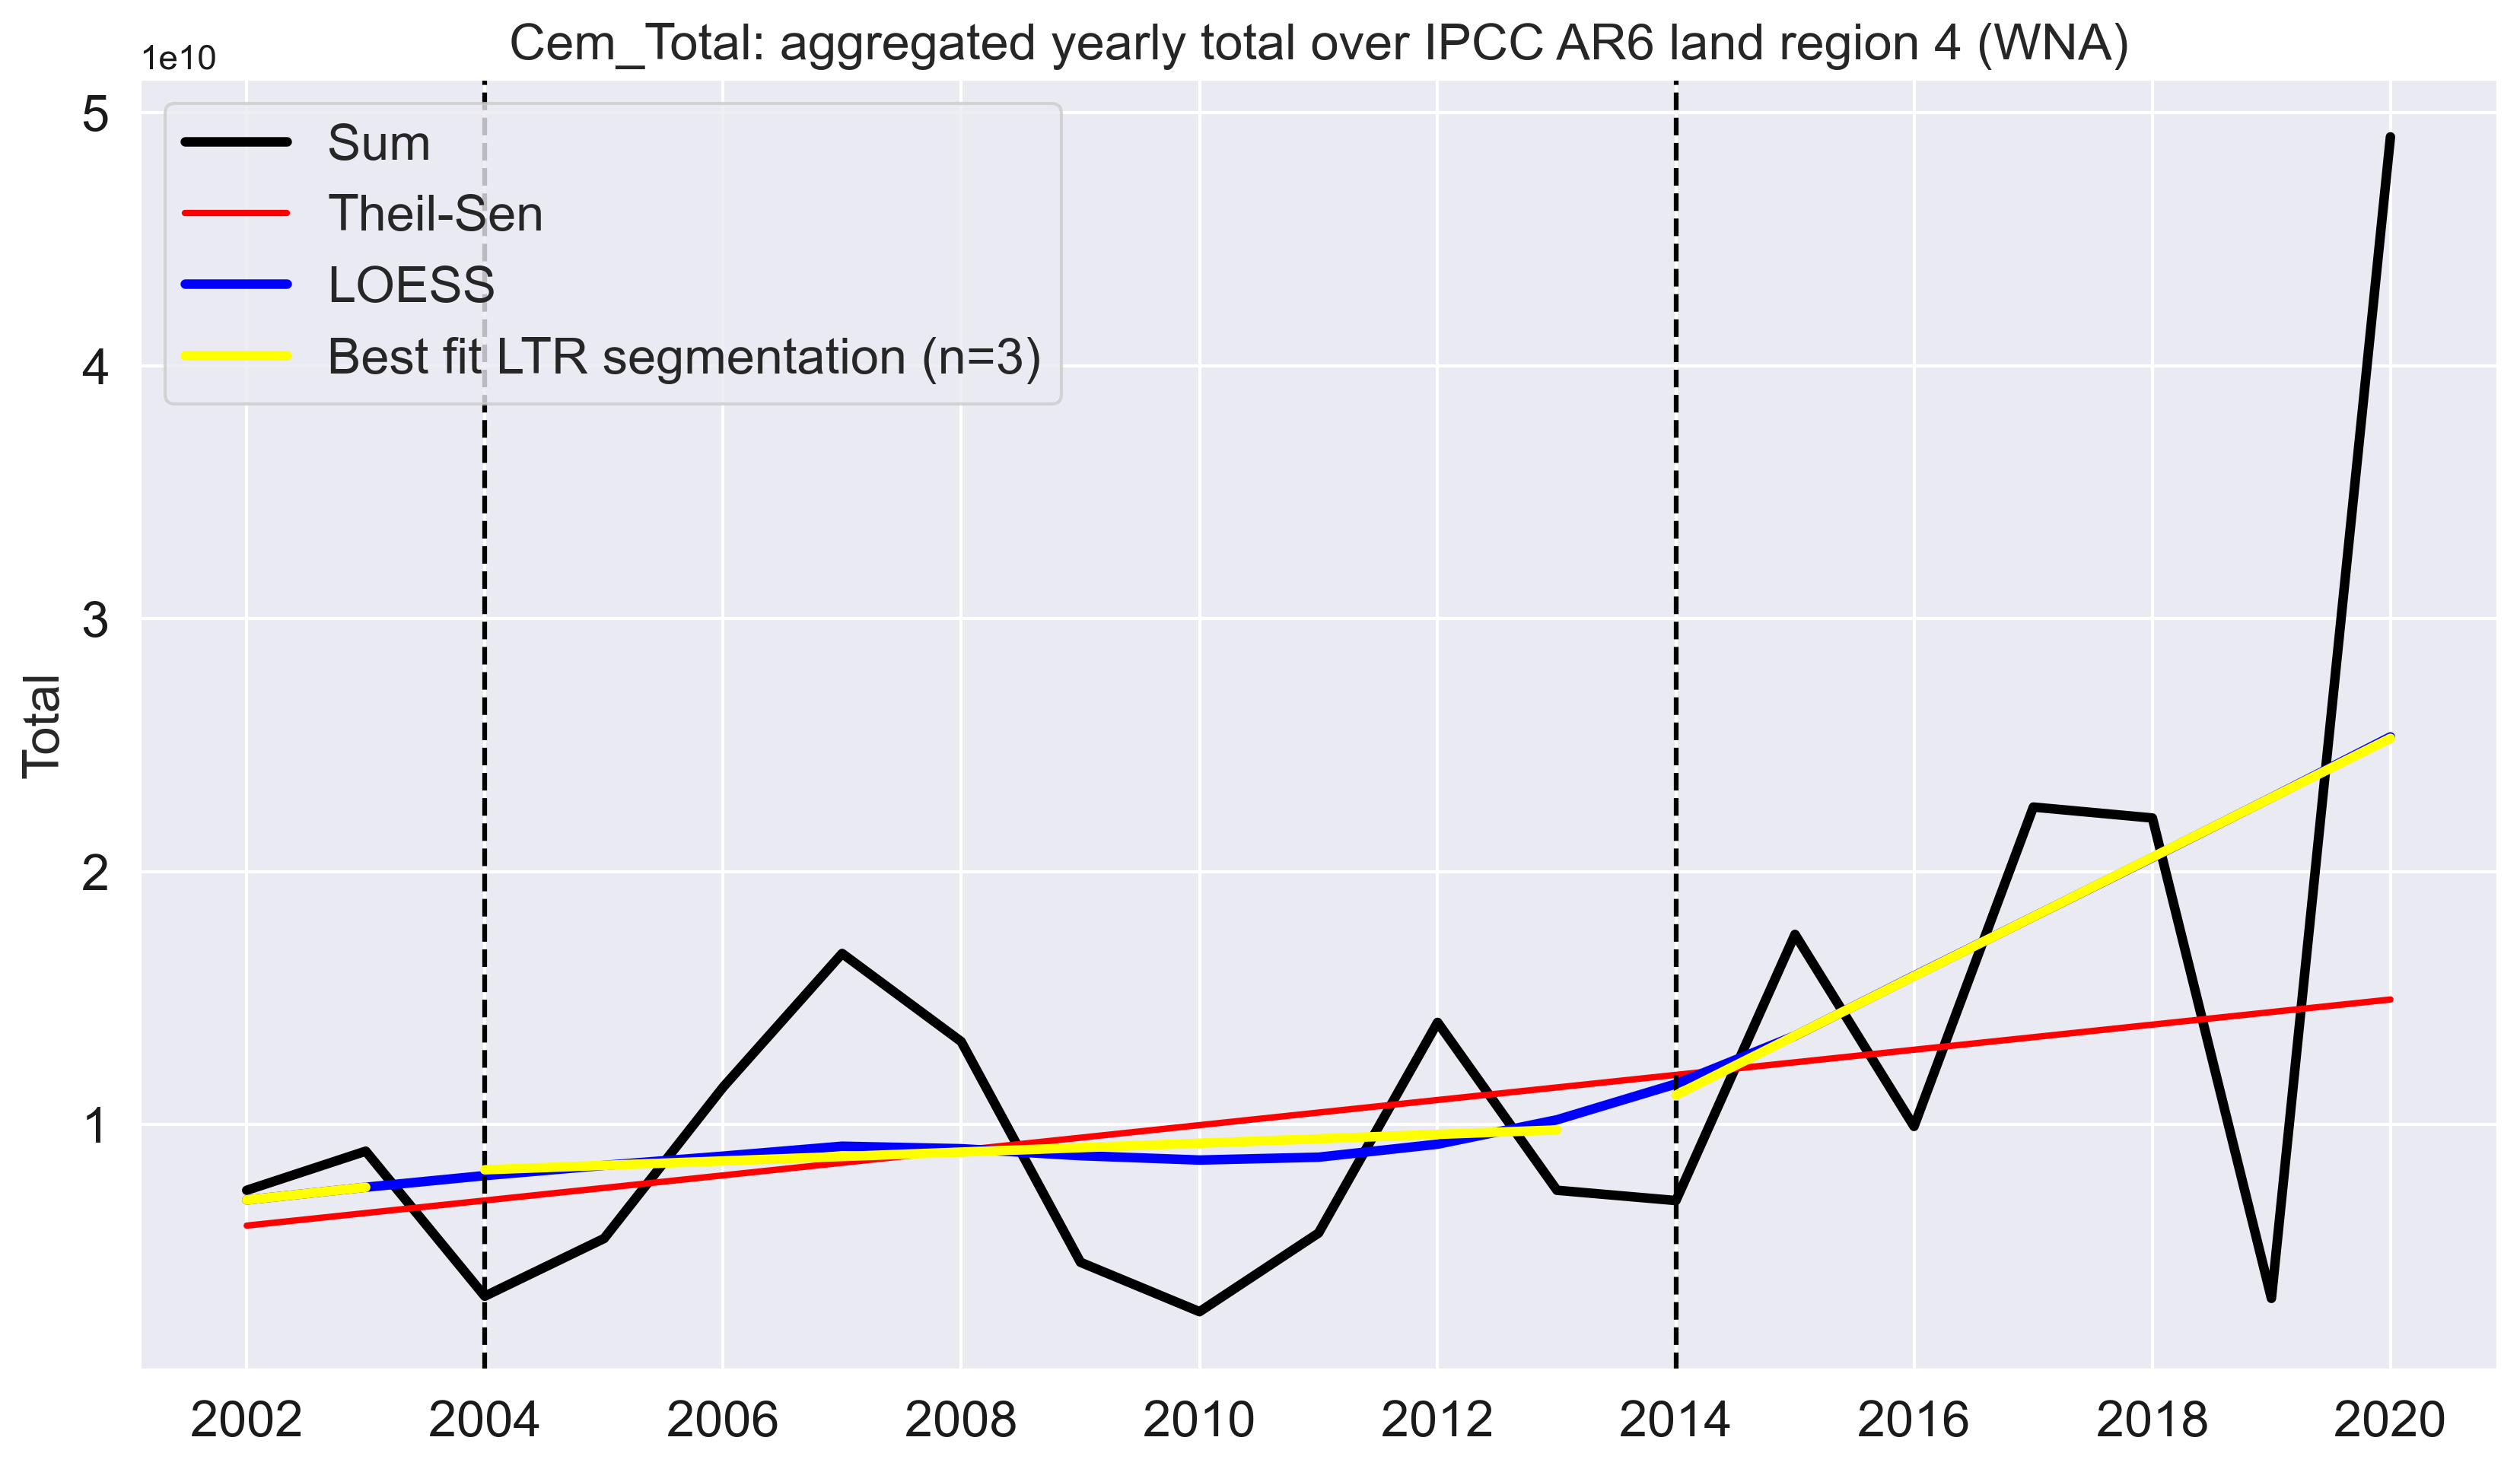 Cem_Total: aggregated yearly total over IPCC AR6 land region 4 (WNA)
1e10
5
4
3
2
1
Total
Sum
Theil-Sen
LOESS
Best fit LTR segmentation (n=3)
2002 2004 2006 2008 2010 2012 2014 2016 2018 2020